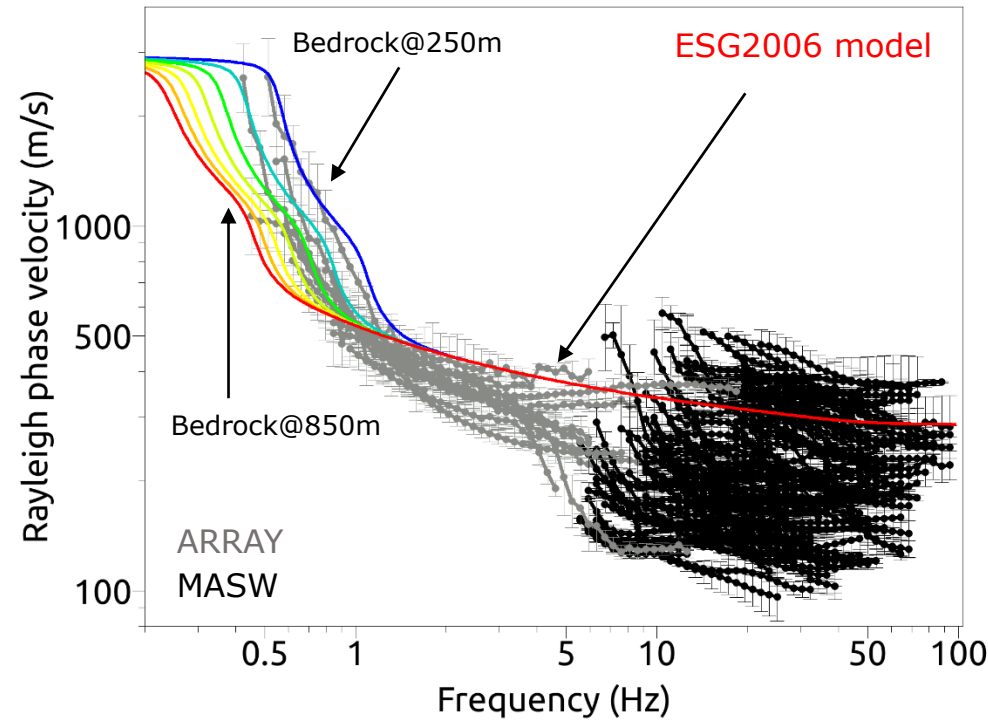 Bedrock@250m
ESG2006 model
Rayleigh phase velocity (m/s)
1000
500
100
Bedrock@850m
ARRAY
MASW
0.5 1 5 10 50 100
Frequency (Hz)